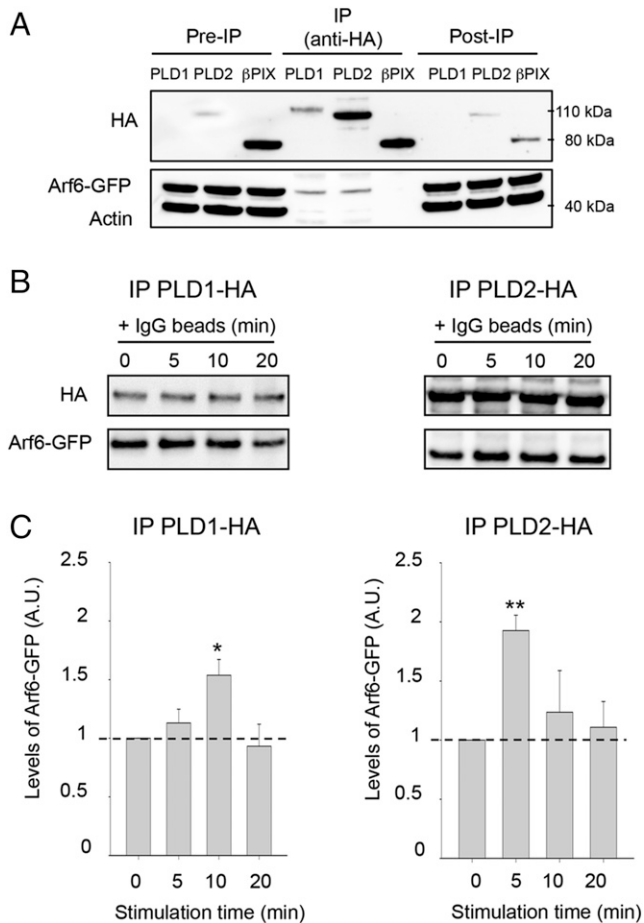 A
Pre-IP
IP
(anti-HA)
Post-IP
PLD1 PLD2 βPIX PLD1 PLD2 βPIX PLD1 PLD2 βPIX
HA
110 kDa
80 kDa
Arf6-GFP
Actin
40 kDa
B
IP PLD1-HA
+ IgG beads (min)
0 5 10 20
HA
Arf6-GFP
IP PLD2-HA
+ IgG beads (min)
0 5 10 20
C
IP PLD1-HA
Levels of Arf6-GFP (A.U.)
2.5
2
1.5
1
0.5
0
*
0 5 10 20
Stimulation time (min)
IP PLD2-HA
Levels of Arf6-GFP (A.U.)
2.5
2
1.5
1
0.5
0
**
0 5 10 20
Stimulation time (min)